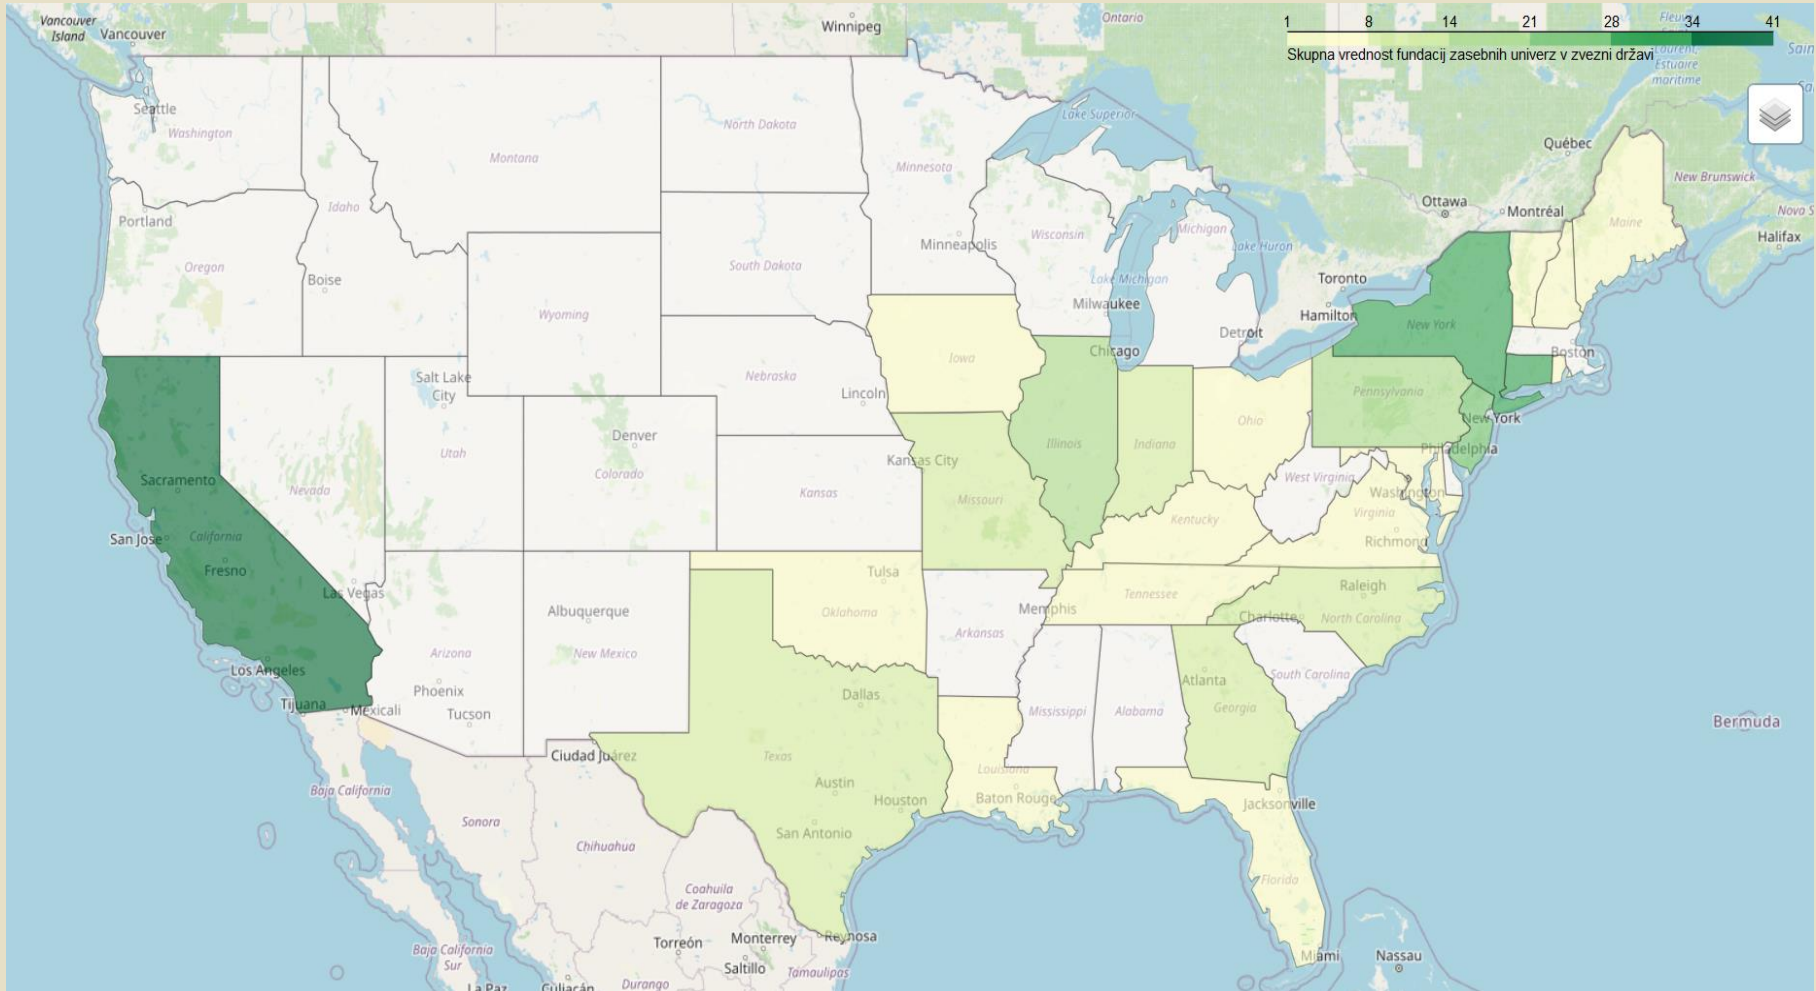 1 8 14 21 28 34 41
Skupna vrednost fundacij zasebnih univerz v zvezni državi
Vancouver
Island
Vancouver
Winnipeg
Ontario
Estuaire
maritime
Seattle
Washington
North Dakota
Lake Superior
Québec
Montana
Minnesota
New Brunswick
Portland
Idaho
Ottawa
Montréal
Nova S
Michigan
Maine
Wisconsin
Minneapolis
Lake Huron
Halifax
Oregon
South Dakota
Boise
Lake Michigan
Toronto
Wyoming
Milwaukee
Hamilton
New York
Detroit
Chicago
Boston
Iowa
Salt Lake
City
Nebraska
Lincoln
Pennsylvania
New York
Ohio
Denver
Illinois
Indiana
Philadelphia
Utah
Kansas City
Colorado
Sacramento
Nevada
Kansas
Missouri
West Virginia
Washington
Virginia
Kentucky
San Jose
California
Richmond
Fresno
Las Vegas
Tulsa
Raleigh
Tennessee
Albuquerque
Oklahoma
Memphis
Charlotte
North Carolina
Arkansas
Arizona
New Mexico
Los Angeles
Atlanta
South Carolina
Phoenix
Dallas
Tijuana
Mexicali
Tucson
Mississippi
Alabama
Georgia
Bermuda
Ciudad Juárez
Texas
Louisiana
Baja California
Austin
Houston
Baton Rouge
Jacksonville
Sonora
San Antonio
Chihuahua
Coahuila
de Zaragoza
Florida
Baja California
Sur
Torreón
Monterrey
Reynosa
Miami
Nassau
Saltillo
Tamaulipas
La Paz
Culiacán
Durango